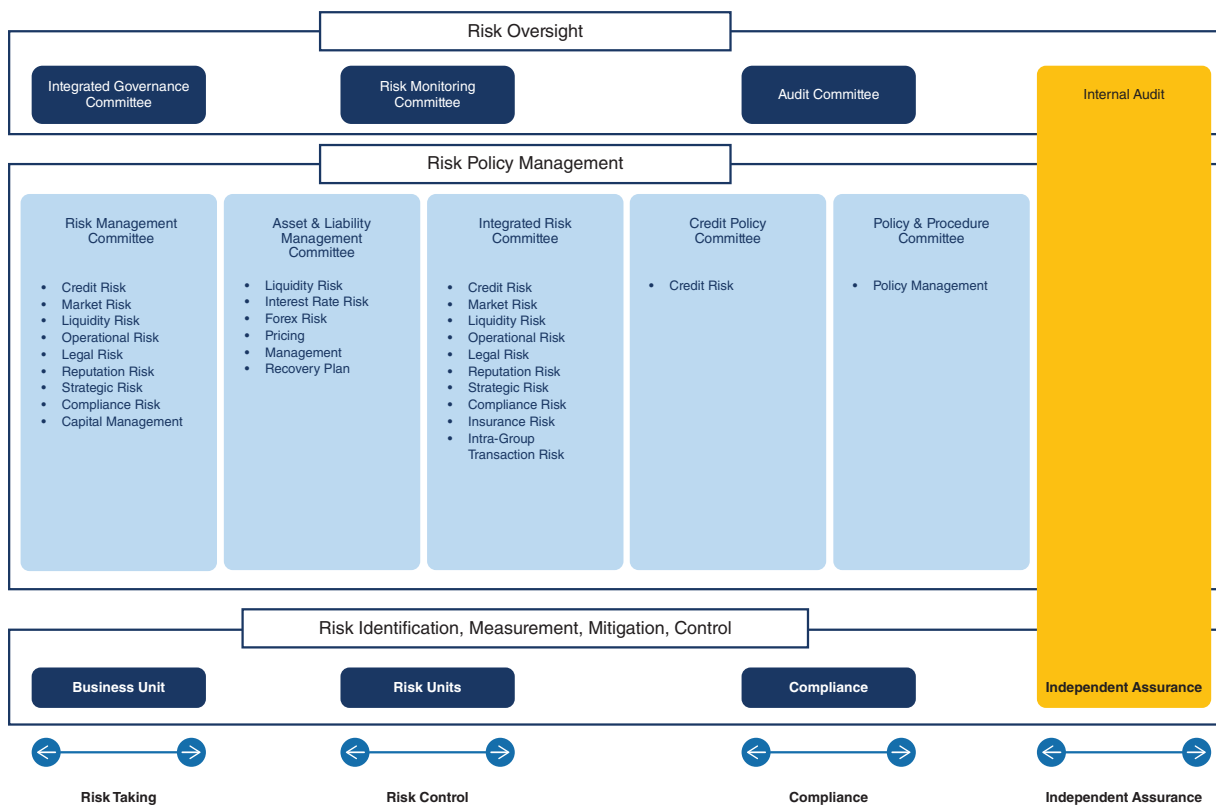 Risk Oversight
Integrated Governance
Committee
Risk Monitoring
Committee
Audit Committee
Internal Audit
Risk Policy Management
Risk Management
Committee
• Credit Risk
• Market Risk
• Liquidity Risk
• Operational Risk
• Legal Risk
• Reputation Risk
• Strategic Risk
• Compliance Risk
• Capital Management
Asset & Liability
Management
Committee
• Liquidity Risk
• Interest Rate Risk
• Forex Risk
• Pricing
• Management
• Recovery Plan
Integrated Risk
Committee
• Credit Risk
• Market Risk
• Liquidity Risk
• Operational Risk
• Legal Risk
• Reputation Risk
• Strategic Risk
• Compliance Risk
• Insurance Risk
• Intra-Group
Transaction Risk
Credit Policy
Committee
• Credit Risk
Policy & Procedure
Committee
• Policy Management
Risk Identification, Measurement, Mitigation, Control
Business Unit
Risk Units
Compliance
Independent Assurance
Risk Taking
Risk Control
Compliance
Independent Assurance